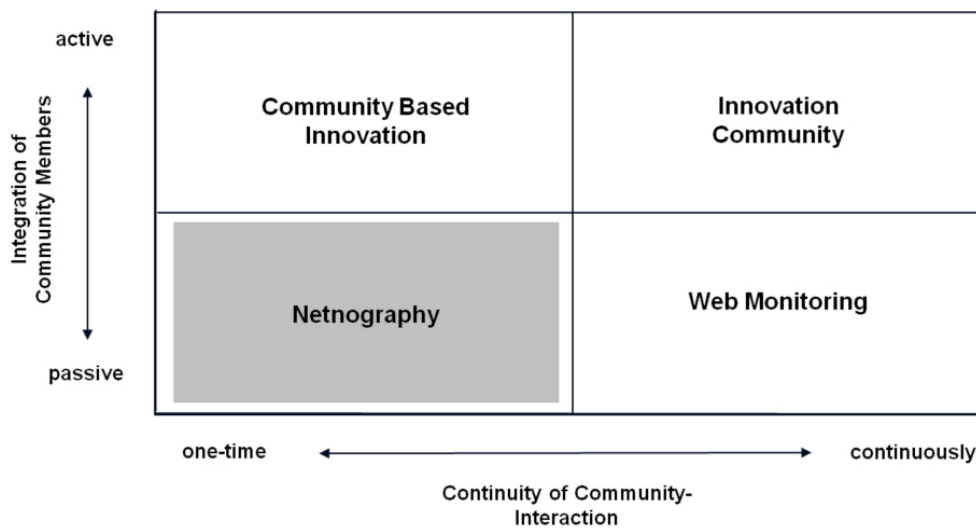 active
Integration of
Community Members
passive
Community Based
Innovation
Innovation
Community
Netnography
Web Monitoring
one-time
continuously
Continuity of Community-
Interaction